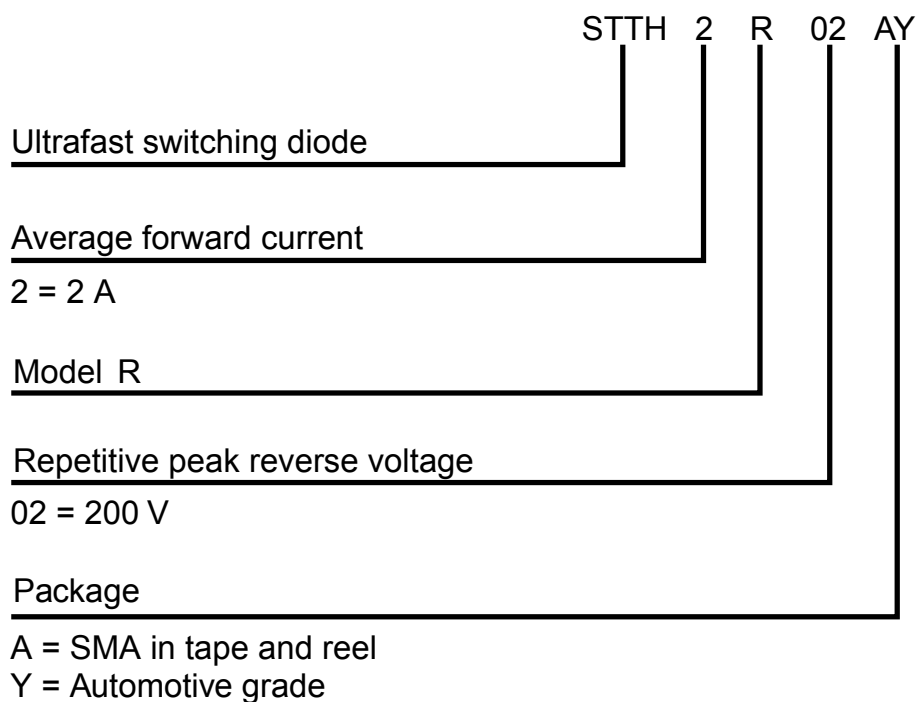 STTH 2 R 02 AY
Ultrafast switching diode
Average forward current
2 = 2 A
Model R
Repetitive peak reverse voltage
02 = 200 V
Package
A = SMA in tape and reel
Y = Automotive grade